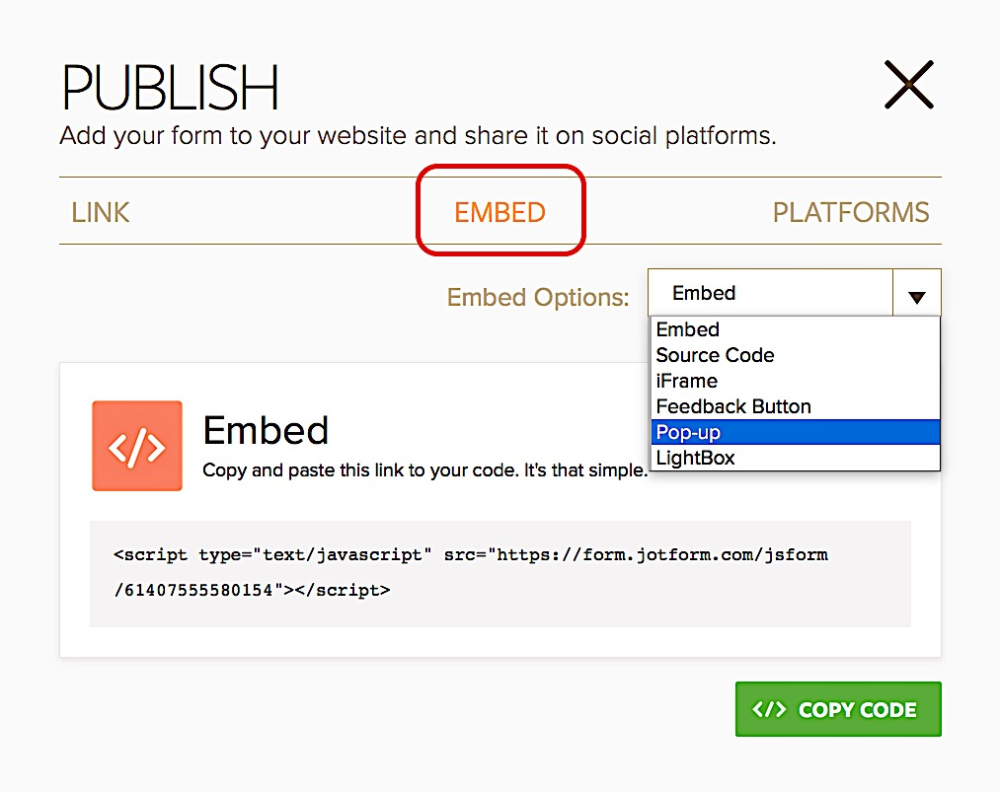 PUBLISH
Add your form to your website and share it on social platforms.
LINK
EMBED
PLATFORMS
Embed Options:
Embed
Embed
Source Code
iFrame
Feedback Button
Pop-up
LightBox
</>
Embed
Copy and paste this link to your code. It's that simple.
<script type="text/javascript" src="https://form.jotform.com/jsform
/61407555580154"></script>
</> COPY CODE